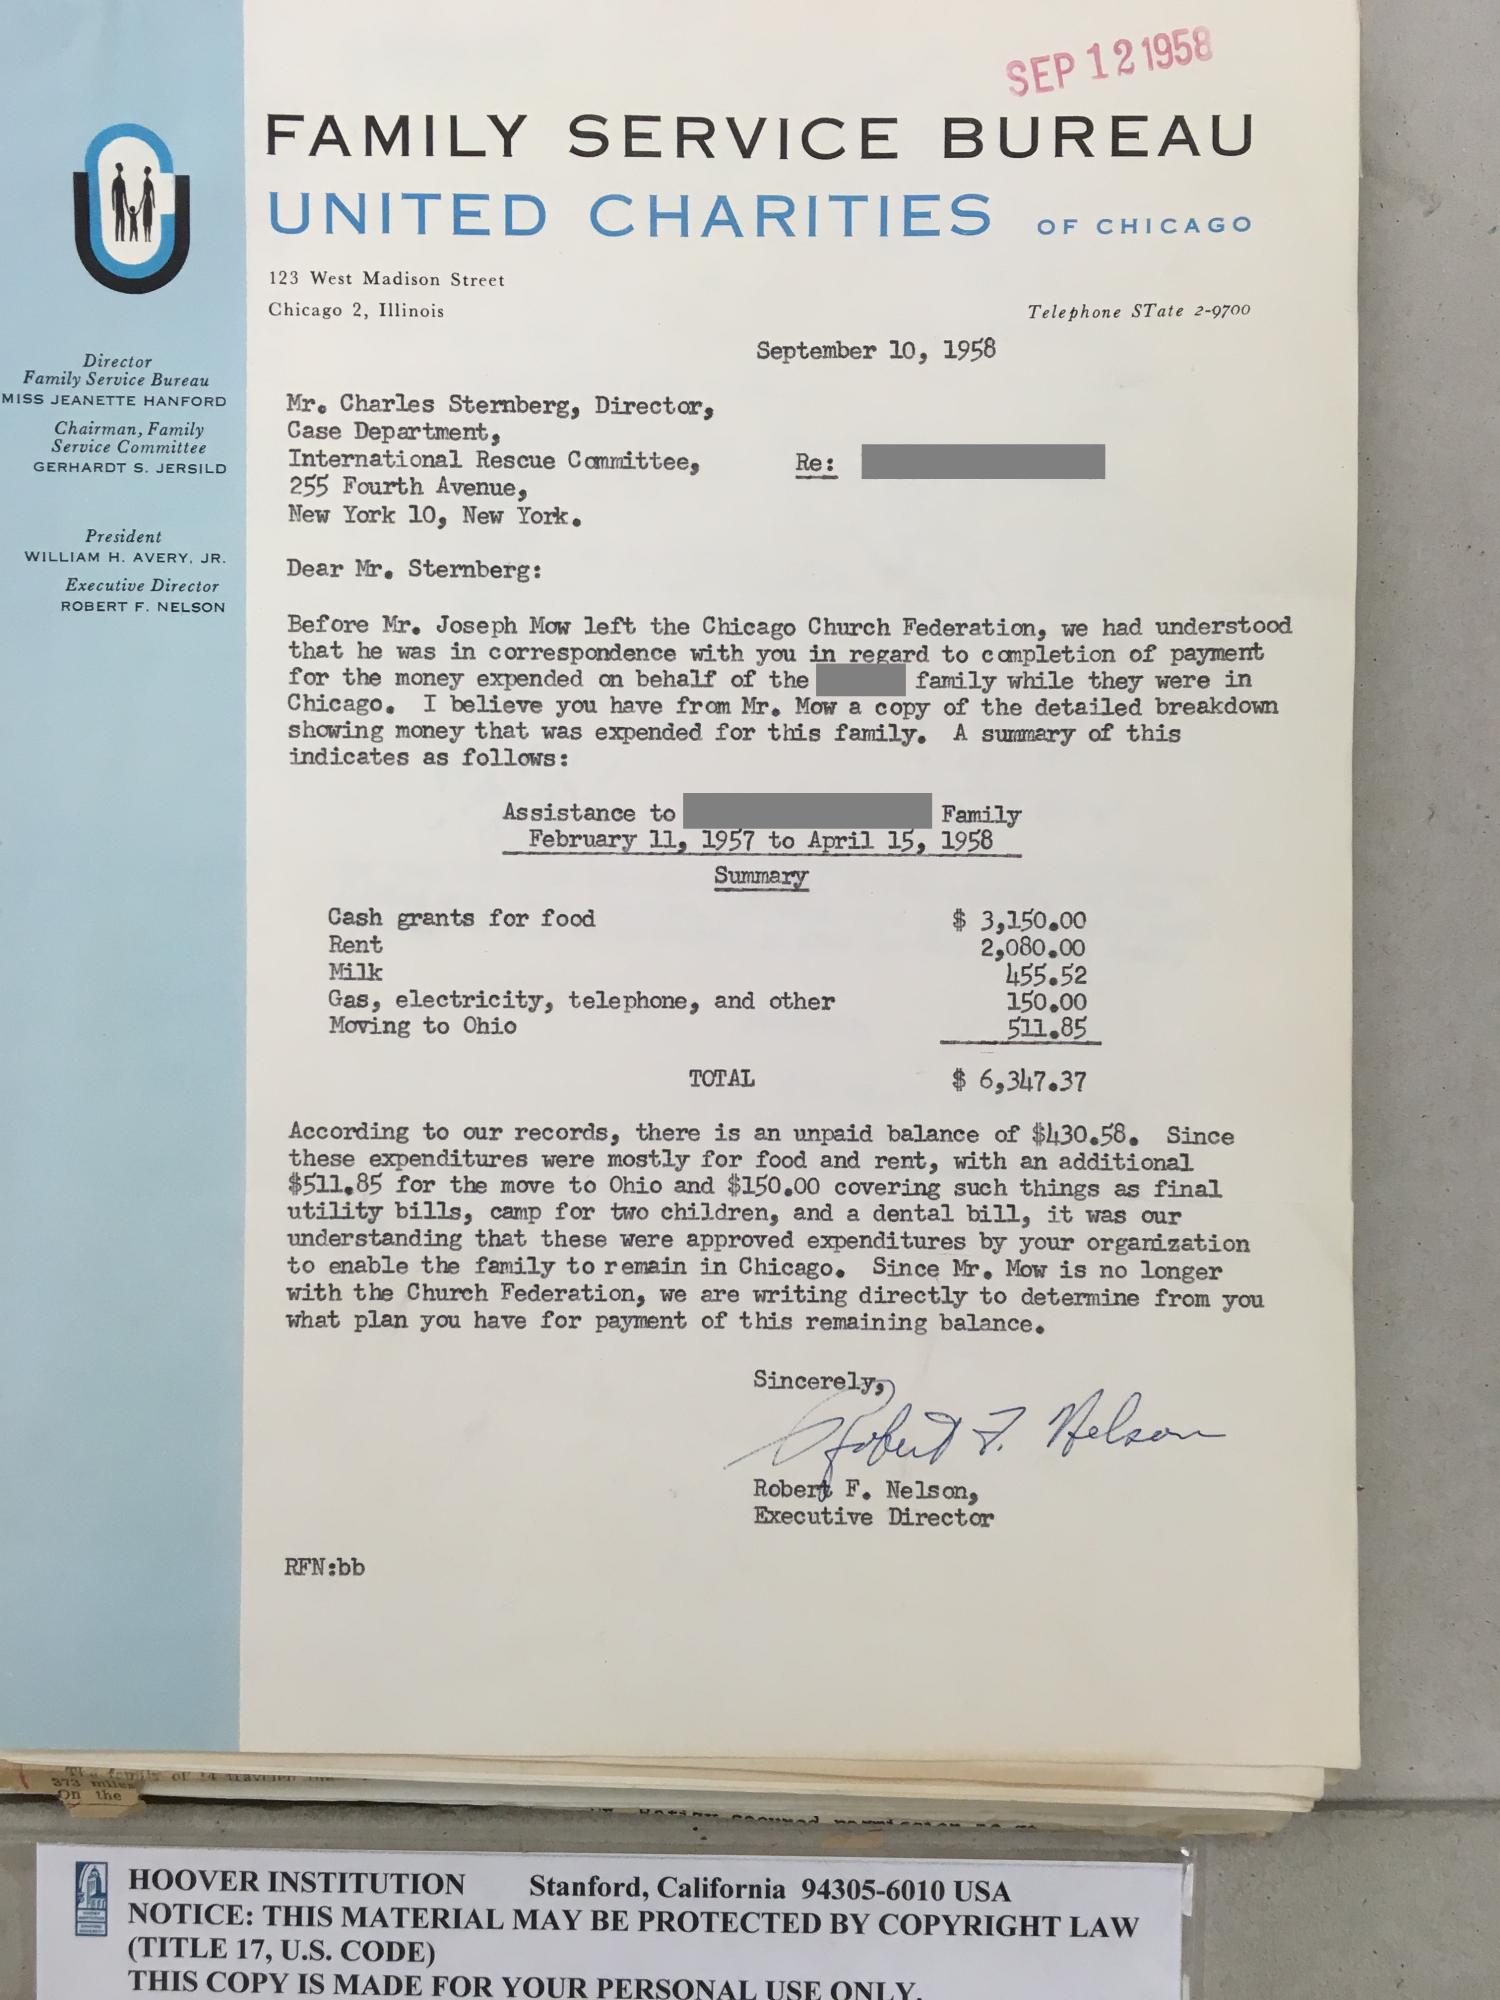 SEP 12 1958
FAMILY SERVICE BUREAU
UNITED CHARITIES OF CHICAGO
123 West Madison Street
Chicago 2, Illinois
Telephone STate 2-9700
Director
Family Service Bureau
MISS JEANETTE HANFORD
Chairman, Family
Service Committee
GERHARDT S. JERSILD
President
WILLIAM H. AVERY, JR.
Executive Director
ROBERT F. NELSON
September 10, 1958
Mr. Charles Sternberg, Director,
Case Department,
International Rescue Committee,
255 Fourth Avenue,
New York 10, New York.
Re:
Dear Mr. Sternberg:
Before Mr. Joseph Mow left the Chicago Church Federation, we had understood
that he was in correspondence with you in regard to completion of payment
for the money expended on behalf of the family while they were in
Chicago. I believe you have from Mr. Mow a copy of the detailed breakdown
showing money that was expended for this family. A summary of this
indicates as follows:
Assistance to Family
February 11, 1957 to April 15, 1958
Summary
Cash grants for food $ 3,150.00
Rent 2,080.00
Milk 455.52
Gas, electricity, telephone, and other 150.00
Moving to Ohio 511.85
TOTAL $ 6,347.37
According to our records, there is an unpaid balance of $430.58. Since
these expenditures were mostly for food and rent, with an additional
$511.85 for the move to Ohio and $150.00 covering such things as final
utility bills, camp for two children, and a dental bill, it was our
understanding that these were approved expenditures by your organization
to enable the family to remain in Chicago. Since Mr. Mow is no longer
with the Church Federation, we are writing directly to determine from you
what plan you have for payment of this remaining balance.
Sincerely,
Robert F. Nelson
Robert F. Nelson,
Executive Director
RFN:bb
373 miles
On the
HOOVER INSTITUTION Stanford, California 94305-6010 USA
NOTICE: THIS MATERIAL MAY BE PROTECTED BY COPYRIGHT LAW
(TITLE 17, U.S. CODE)
THIS COPY IS MADE FOR YOUR PERSONAL USE ONLY.